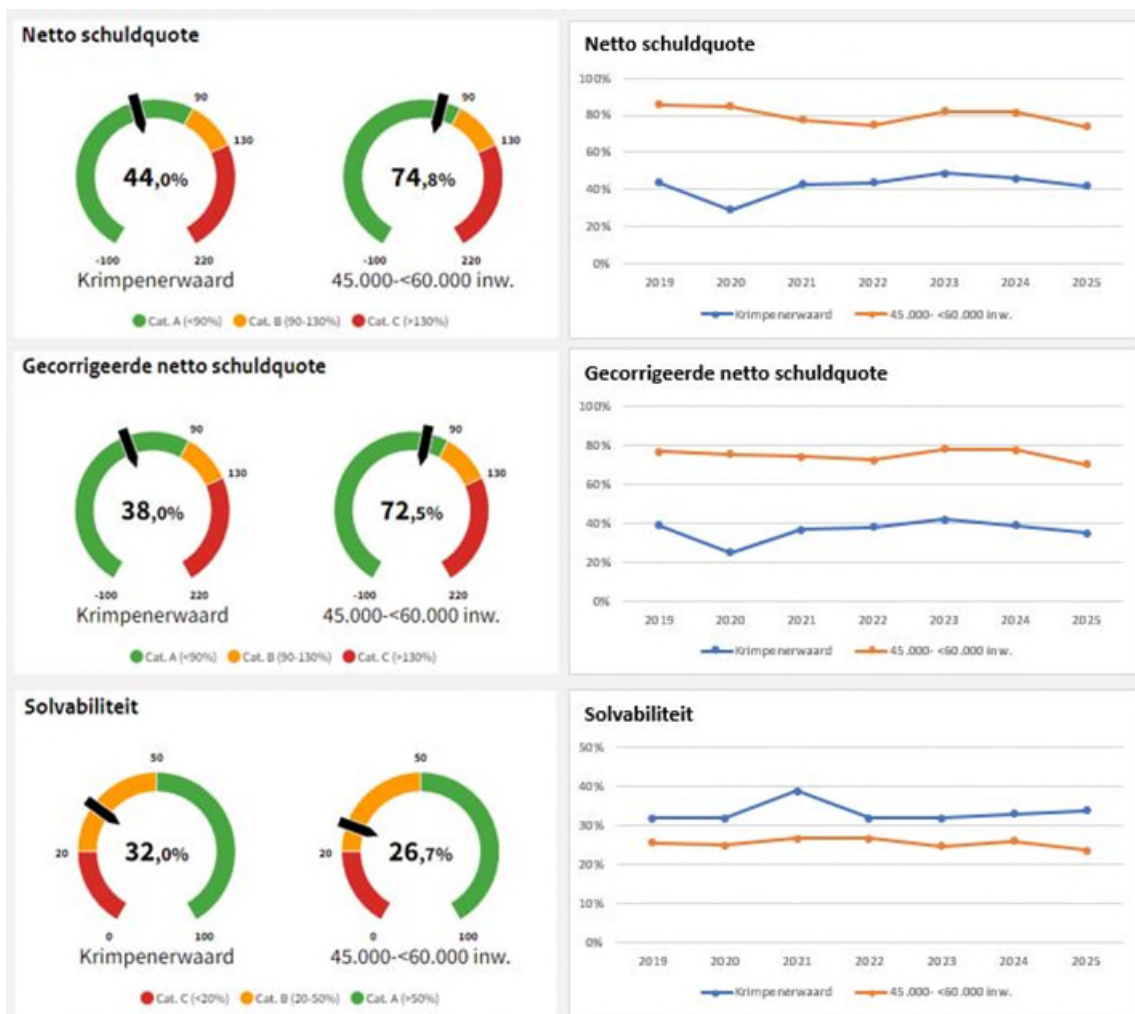 Netto schuldquote
90
130
44,0%
-100
220
Krimpenerwaard
90
130
74,8%
-100
220
45.000-<60.000 inw.
Cat. A (<90%) Cat. B (90-130%) Cat. C (>130%)
Netto schuldquote
100%
80%
60%
40%
20%
0%
2019 2020 2021 2022 2023 2024 2025
Krimpenerwaard 45.000- <60.000 inw.
Gecorrigeerde netto schuldquote
90
130
38,0%
-100
220
Krimpenerwaard
90
130
72,5%
-100
220
45.000-<60.000 inw.
Cat. A (<90%) Cat. B (90-130%) Cat. C (>130%)
Gecorrigeerde netto schuldquote
100%
80%
60%
40%
20%
0%
2019 2020 2021 2022 2023 2024 2025
Krimpenerwaard 45.000- <60.000 inw.
Solvabiliteit
50
20
32,0%
0
100
Krimpenerwaard
50
20
26,7%
0
100
45.000-<60.000 inw.
Cat. C (<20%) Cat. B (20-50%) Cat. A (>50%)
Solvabiliteit
50%
40%
30%
20%
10%
0%
2019 2020 2021 2022 2023 2024 2025
Krimpenerwaard 45.000- <60.000 inw.